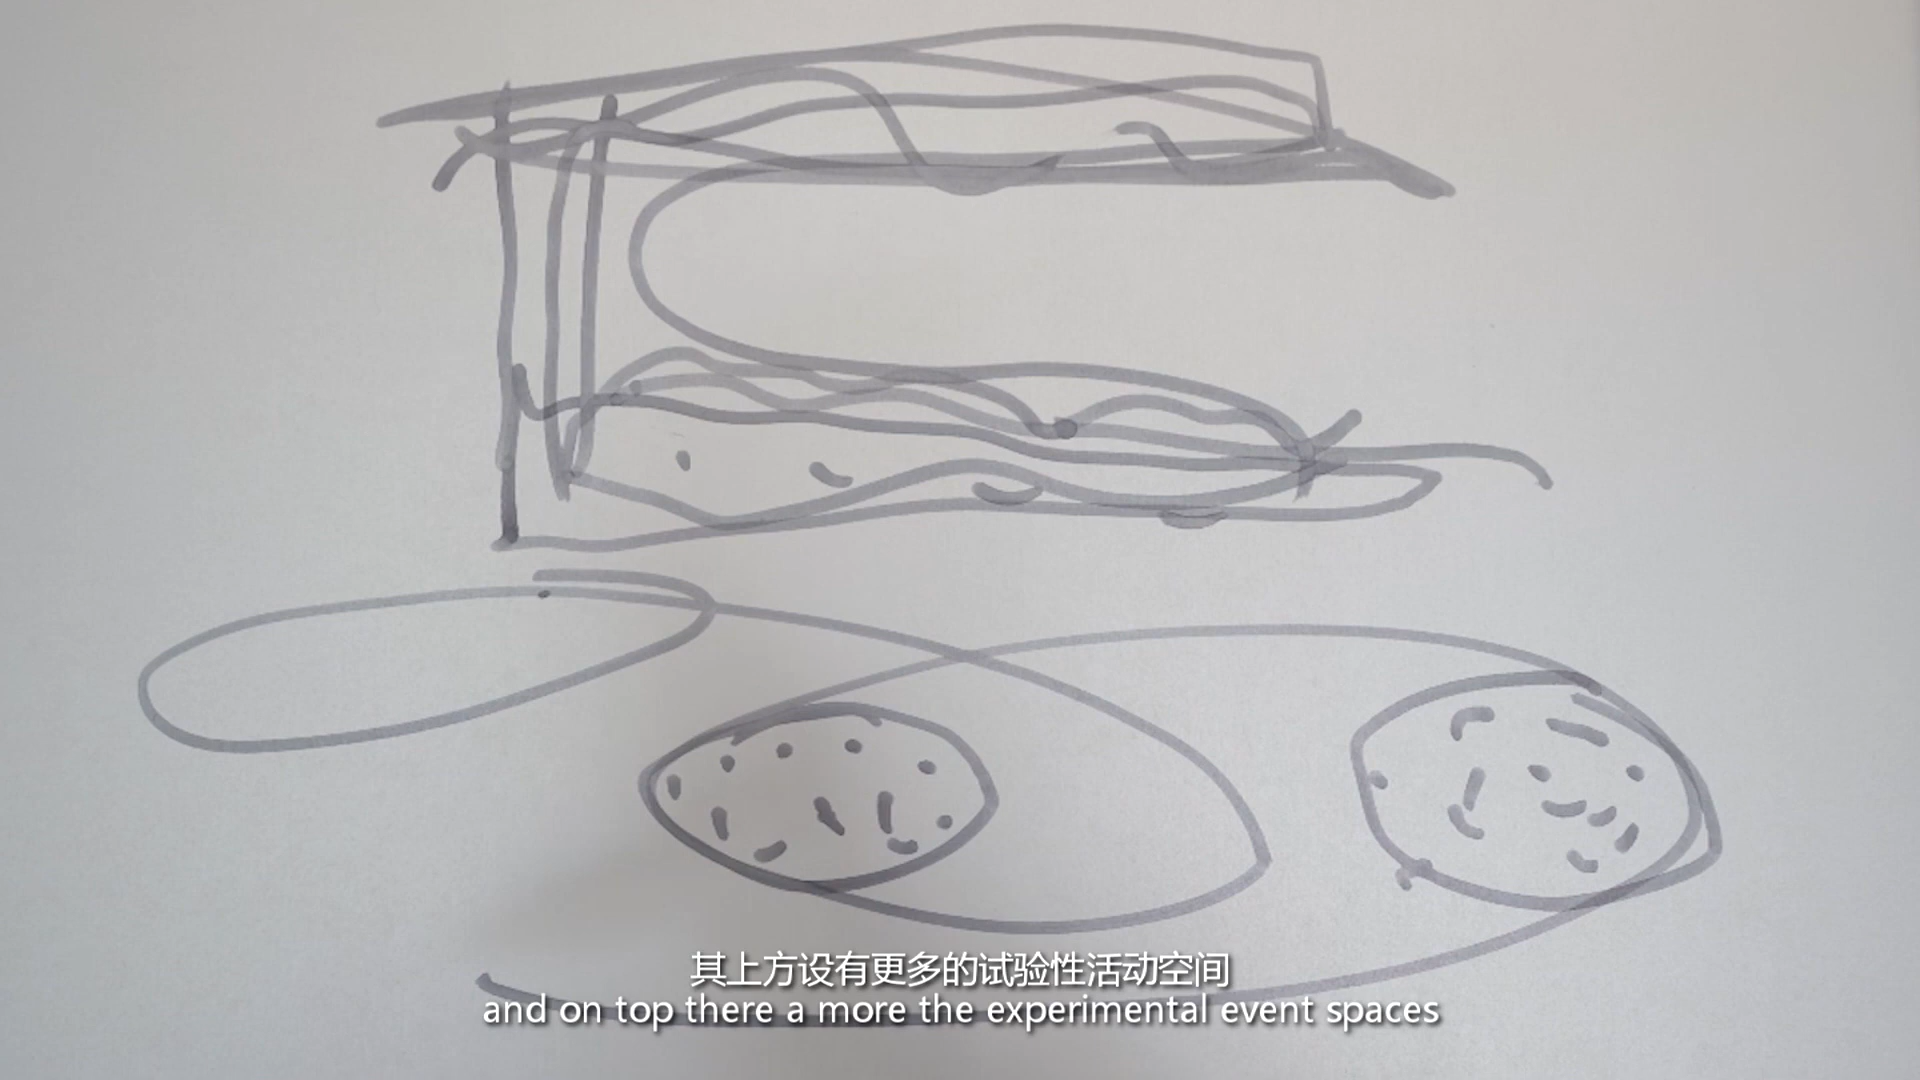 其上方设有更多的试验性活动空间
and on top there a more the experimental event spaces